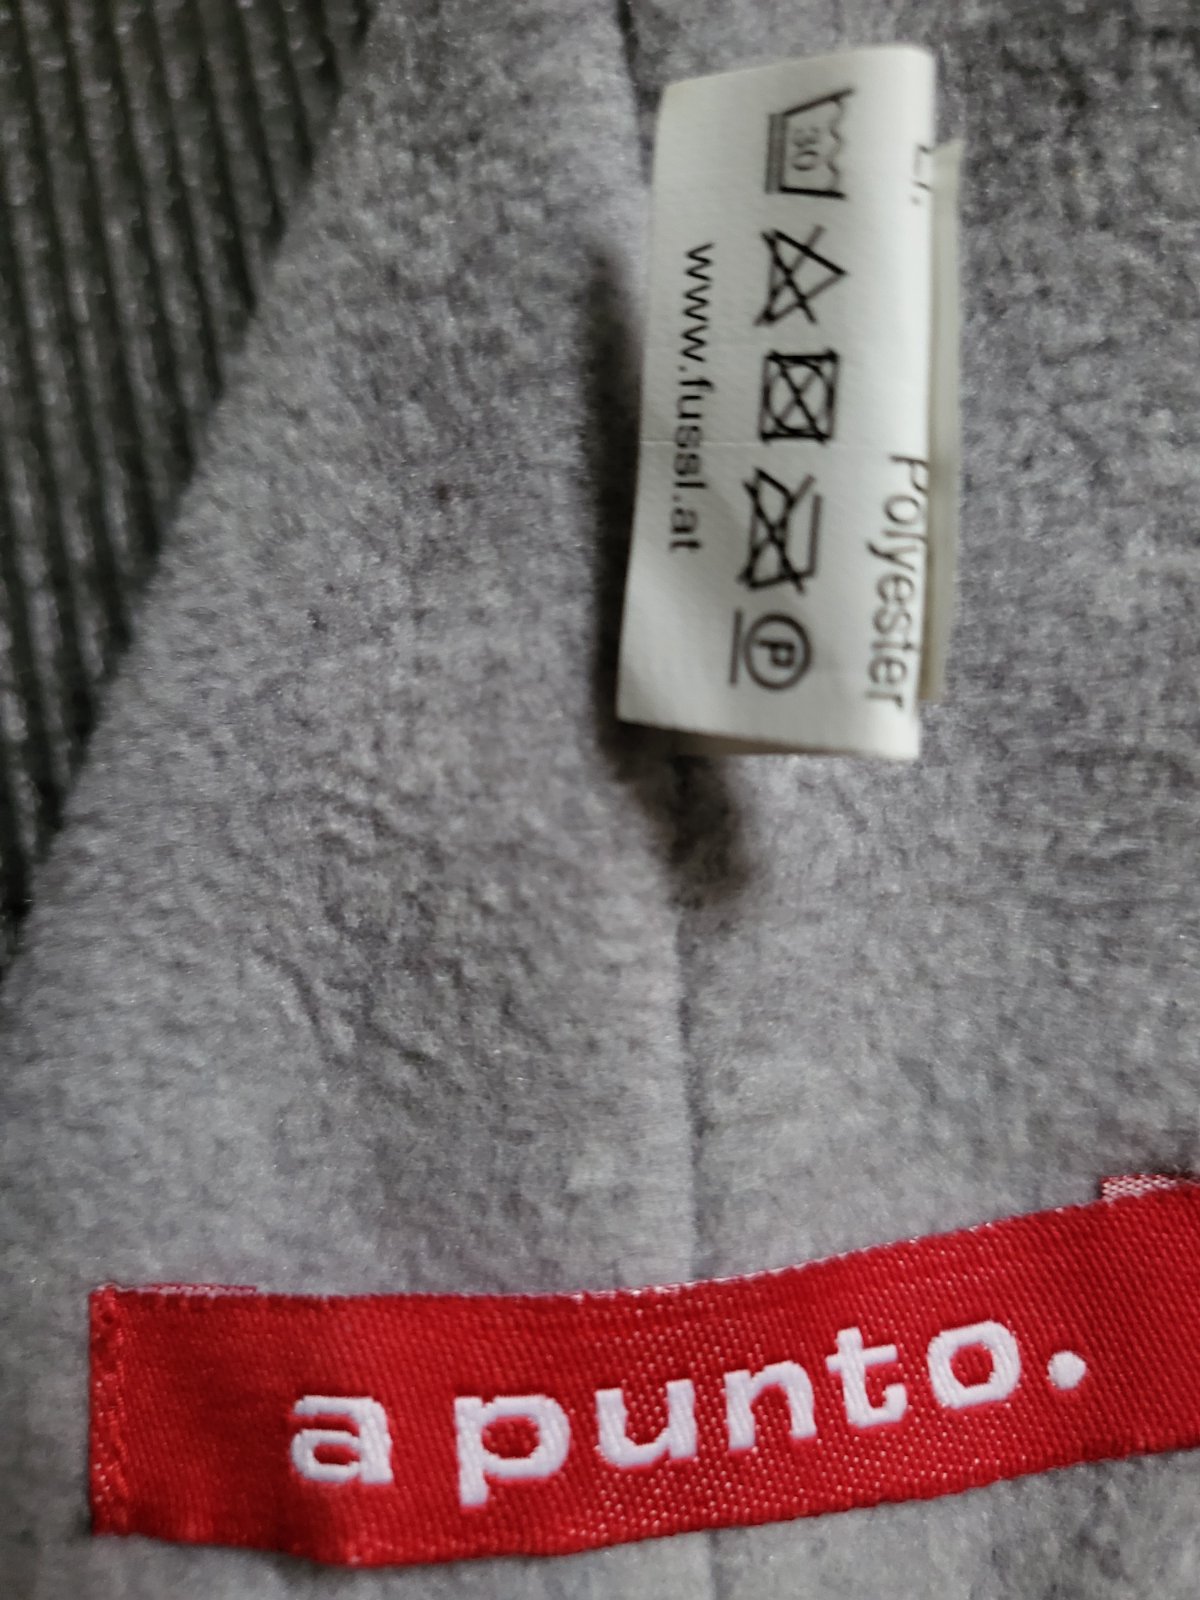 Polyester
30
P
www.fussl.at
a punto.